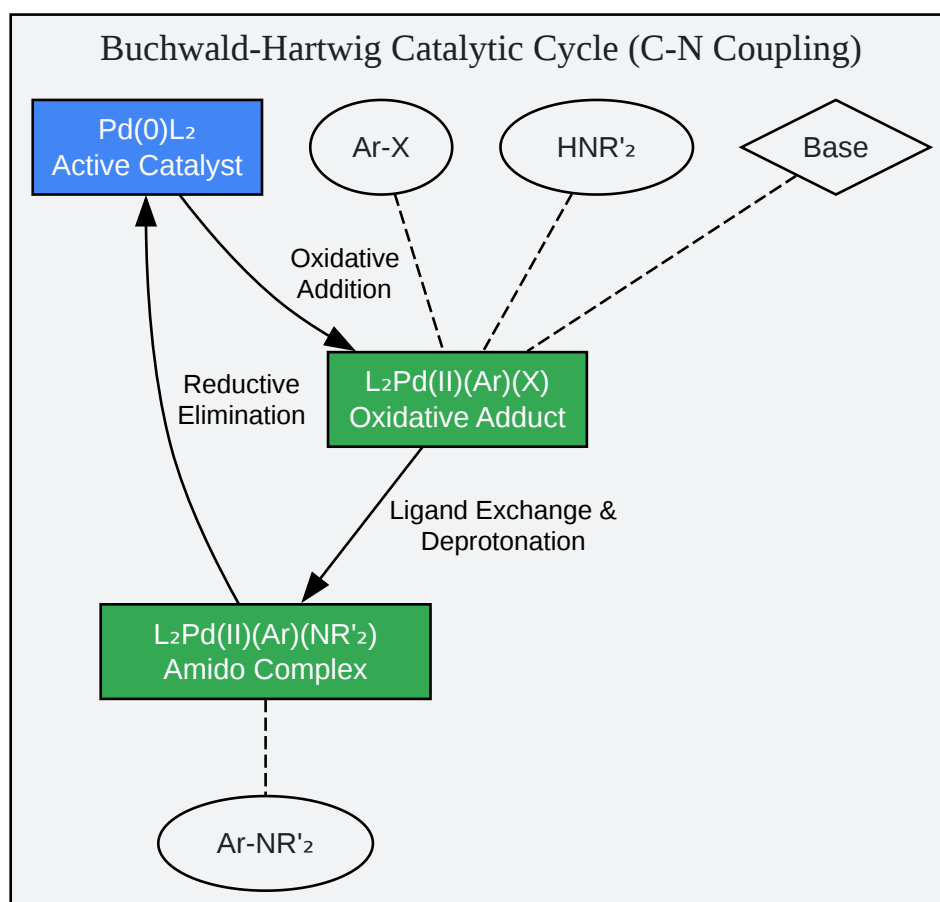 Buchwald-Hartwig Catalytic Cycle (C-N Coupling)
Pd(0)L₂
Active Catalyst
Ar-X
HNR'₂
Base
Oxidative
Addition
L₂Pd(II)(Ar)(X)
Oxidative Adduct
Reductive
Elimination
Ligand Exchange &
Deprotonation
L₂Pd(II)(Ar)(NR'₂)
Amido Complex
Ar-NR'₂